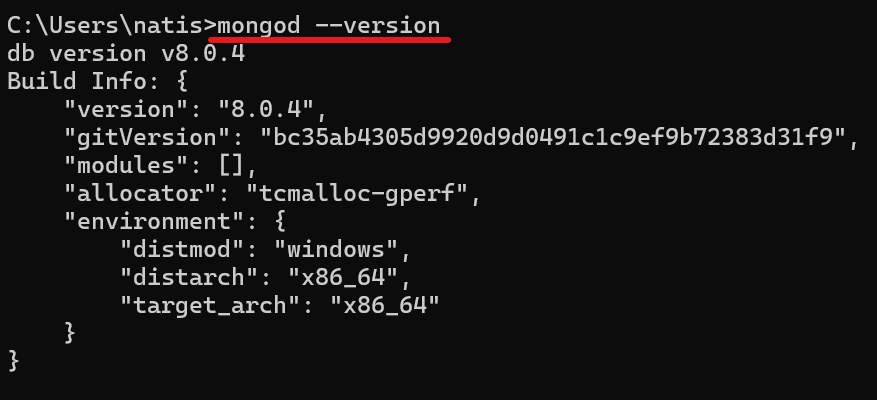 C:\Users\natis>mongod --version
db version v8.0.4
Build Info: {
    "version": "8.0.4",
    "gitVersion": "bc35ab4305d9920d9d0491c1c9ef9b72383d31f9",
    "modules": [],
    "allocator": "tcmalloc-gperf",
    "environment": {
        "distmod": "windows",
        "distarch": "x86_64",
        "target_arch": "x86_64"
    }
}